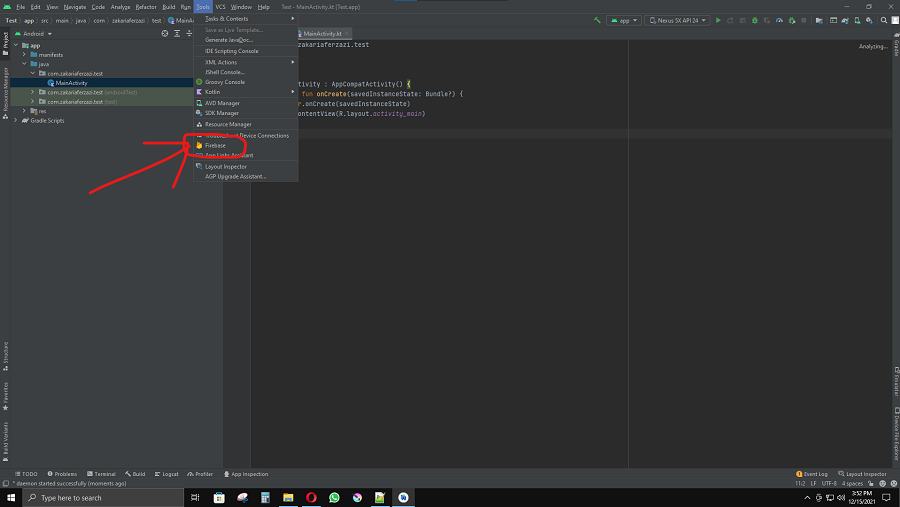 File Edit View Navigate Code Analyze Refactor Build Run Tools VCS Window Help Test - MainActivity.kt [Test.app]
Test app src main java com zakariaferzazi test MainActivity
app Nexus 5X API 24
Android
MainActivity.kt
Analyzing...
app
manifests
java
com.zakariaferzazi.test
MainActivity
com.zakariaferzazi.test (androidTest)
com.zakariaferzazi.test (test)
res
Gradle Scripts
Tasks & Contexts
Save as Live Template...
Generate JavaDoc...
IDE Scripting Console
XML Actions
JShell Console...
Groovy Console
Kotlin
AVD Manager
SDK Manager
Resource Manager
Device Connections
Firebase
App Links Assistant
Layout Inspector
AGP Upgrade Assistant...
zakariaferzazi.test
tivity : AppCompatActivity() {
fun onCreate(savedInstanceState: Bundle?) {
r.onCreate(savedInstanceState)
ontentView(R.layout.activity_main)
Project
Resource Manager
Structure
Favorites
Build Variants
Gradle
Emulator
Device File Explorer
TODO Problems Terminal Build Logcat Profiler App Inspection Event Log Layout Inspector
* daemon started successfully (moments ago) 11:2 LF UTF-8 4 spaces
Type here to search
3:52 PM
12/15/2021